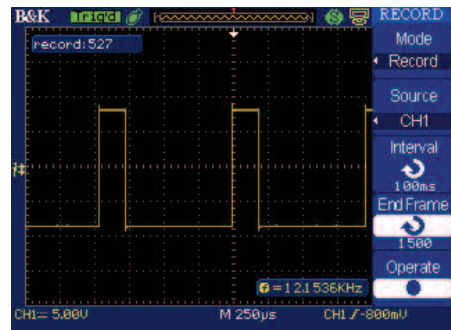 B&K Trig'd RECORD
record:527
Mode
Record
Source
CH1
Interval
100ms
End Frame
1500
Operate
f = 12.1536KHz
CH1 5.00V M 250µs CH1 -800mV